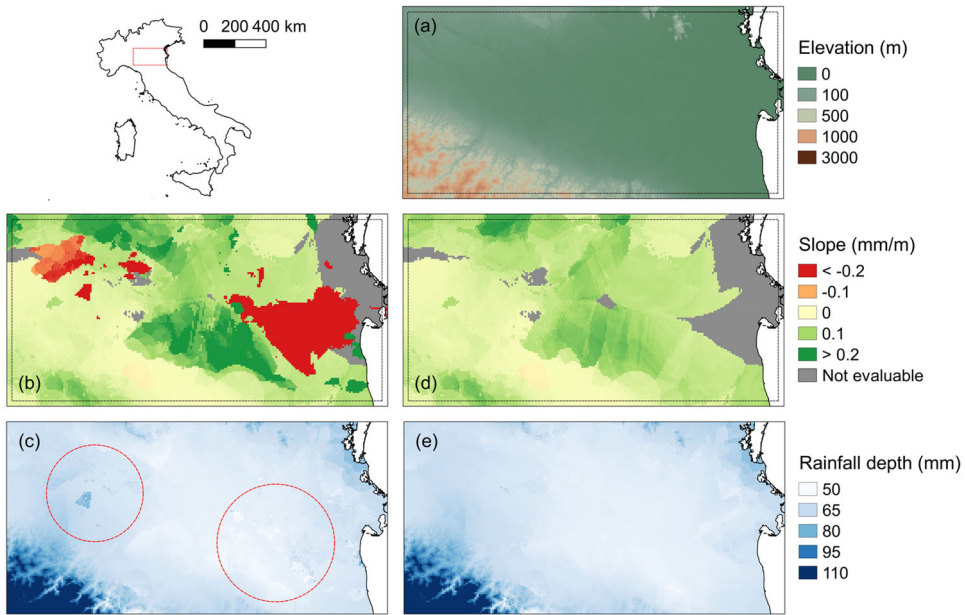 0 200 400 km
(a)
Elevation (m)
0
100
500
1000
3000
(b)
(d)
Slope (mm/m)
< -0.2
-0.1
0
0.1
> 0.2
Not evaluable
(c)
(e)
Rainfall depth (mm)
50
65
80
95
110